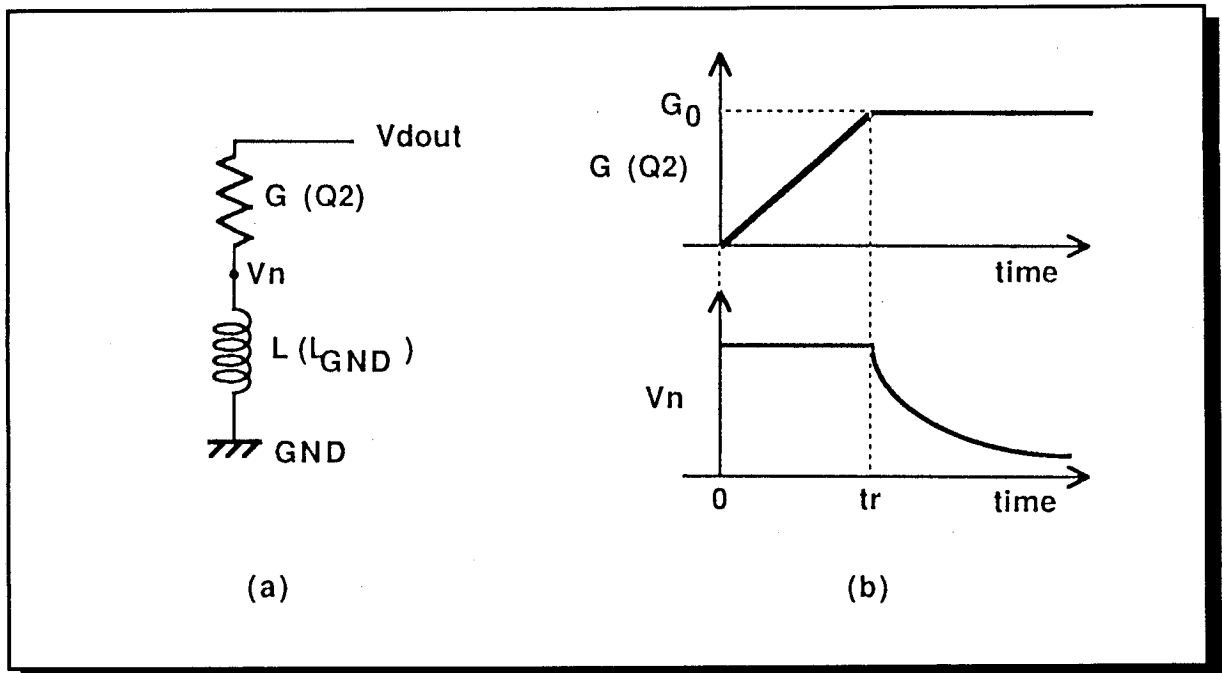 Vdout
G (Q2)
Vn
L (LGND)
GND
(a)
G0
G (Q2)
time
Vn
0
tr
time
(b)